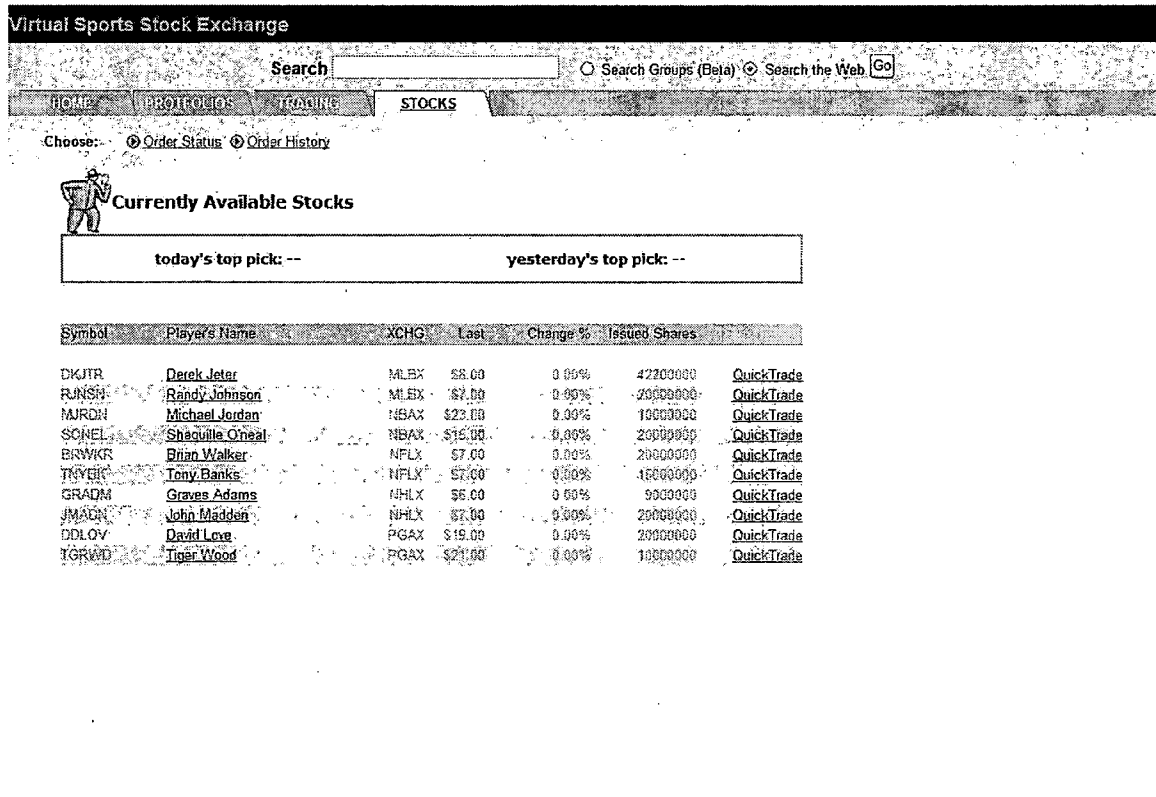 Virtual Sports Stock Exchange
Search Search Groups (Beta) Search the Web Go
HOME PROTFOLIOS TRADING STOCKS
Choose: Order Status Order History
Currently Available Stocks
today's top pick: -- yesterday's top pick: --
Symbol Player's Name XCHG Last Change % Issued Shares
DKJTR Derek Jeter MLBX $8.00 0.00% 42200000 QuickTrade
RJNSN Randy Johnson MLBX $7.00 0.00% 20000000 QuickTrade
MJRDN Michael Jordan NBAX $23.00 0.00% 10000000 QuickTrade
SONEL Shaquille O'neal NBAX $15.00 0.00% 20000000 QuickTrade
BRWKR Brian Walker NFLX $7.00 0.00% 20000000 QuickTrade
TNYBK Tony Banks NFLX $7.00 0.00% QuickTrade
GRADM Graves Adams NHLX $6.00 0.00% 9000000 QuickTrade
JMADN John Madden NHLX $7.00 0.00% 20000000 QuickTrade
DDLOV David Love PGAX $19.00 0.00% 20000000 QuickTrade
TGRWD Tiger Wood PGAX $21.00 0.00% 10000000 QuickTrade